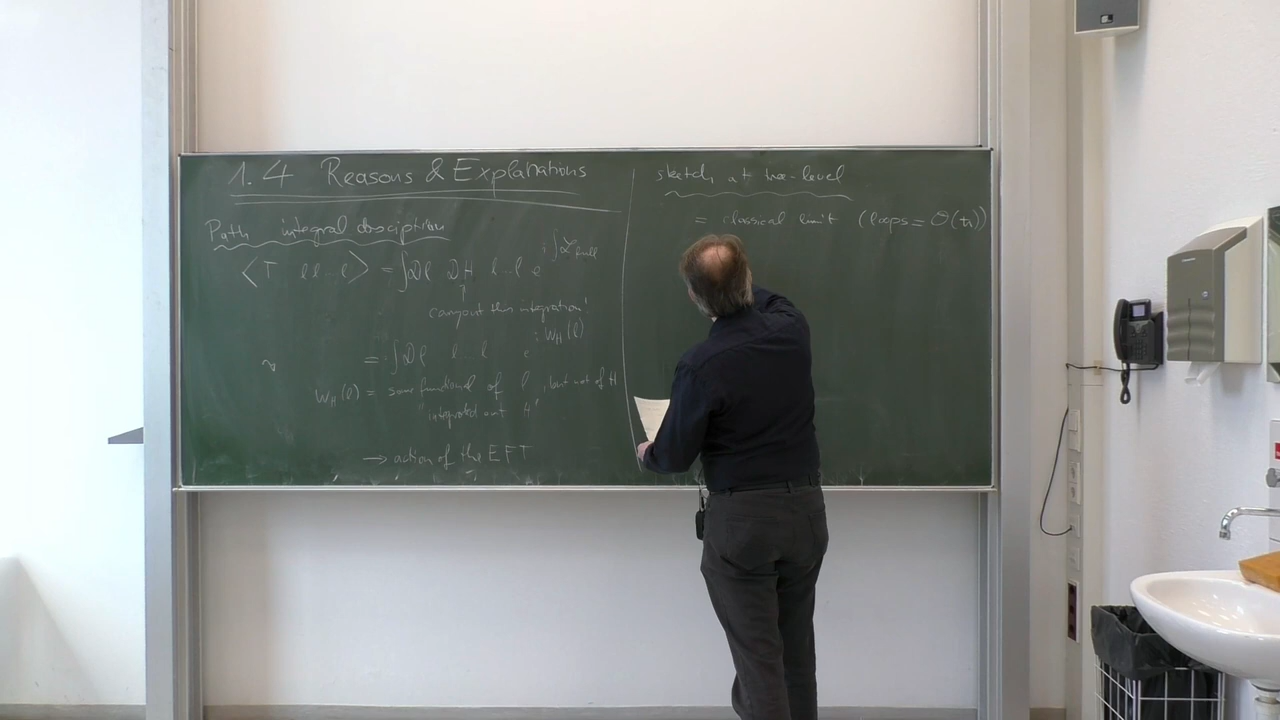 1.4 Reasons & Explanations
Path integral description
⟨T ll...l⟩ = ∫Dl DH l...l e^{i∫ℒ_full}
↑
carry out this integration!
~ = ∫Dl l...l e^{iW_H(l)}
W_H(l) = some functional of l, but not of H
"integrated out H"
→ action of the EFT
sketch at tree-level
= classical limit (loops = O(ħ))